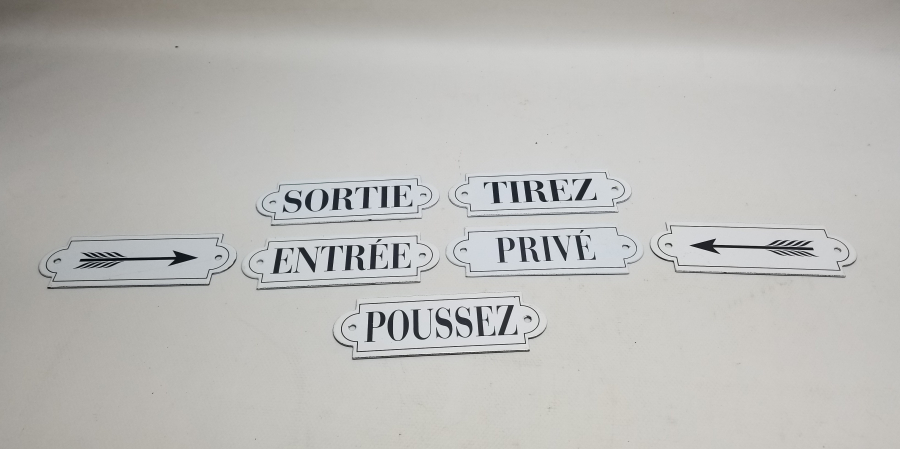 SORTIE
TIREZ
ENTRÉE
PRIVÉ
POUSSEZ